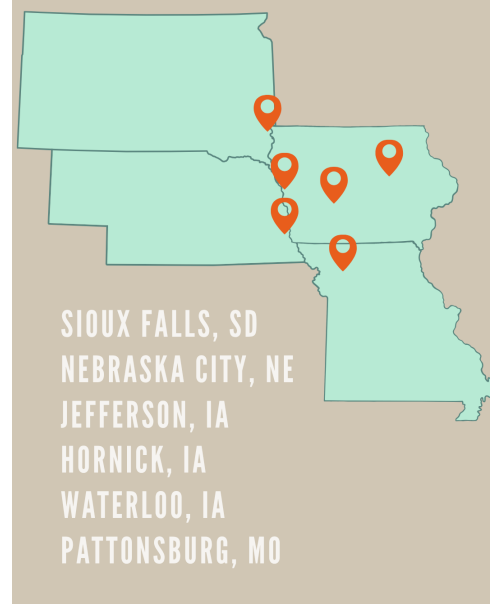 SIOUX FALLS, SD
NEBRASKA CITY, NE
JEFFERSON, IA
HORNICK, IA
WATERLOO, IA
PATTONSBURG, MO